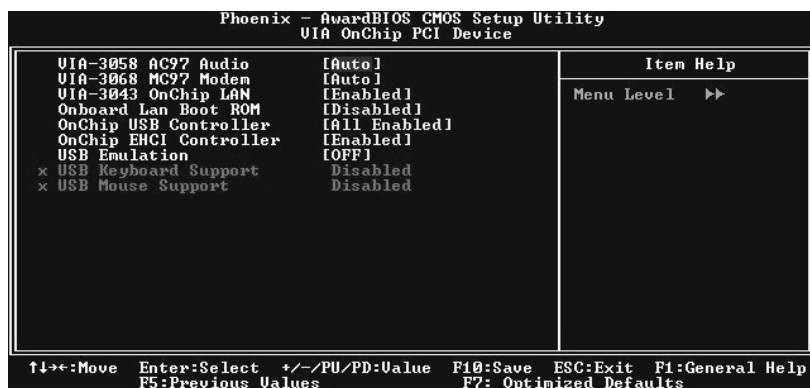 Phoenix - AwardBIOS CMOS Setup Utility
VIA OnChip PCI Device
VIA-3058 AC97 Audio [Auto]
VIA-3068 MC97 Modem [Auto]
VIA-3043 OnChip LAN [Enabled]
Onboard Lan Boot ROM [Disabled]
OnChip USB Controller [All Enabled]
OnChip EHCI Controller [Enabled]
USB Emulation [OFF]
x USB Keyboard Support Disabled
x USB Mouse Support Disabled
Item Help
Menu Level ▶▶
↑↓→←:Move Enter:Select +/-/PU/PD:Value F10:Save ESC:Exit F1:General Help
F5:Previous Values F7: Optimized Defaults